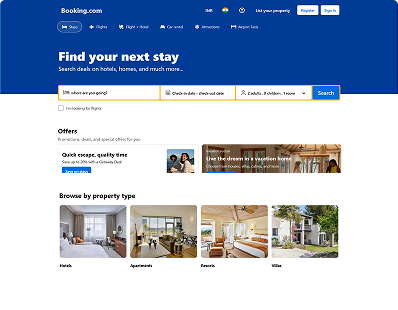 Booking.com
INR
List your property
Register
Sign in
Stays
Flights
Flight + Hotel
Car rental
Attractions
Airport Taxis
Find your next stay
Search deals on hotels, homes, and much more...
where are you going?
Check in date - check out date
2 adults . 0 children . 1 room
Search
I'm looking for flights
Offers
Promotions, deals, and special offers for you.
Quick escape, quality time
Save up to 20% with a Getaway Deal
Vacation rentals
Live the dream in a vacation home
Choose from houses, villas, cabins, and more
Browse by property type
Hotels
Apartments
Resorts
Villas